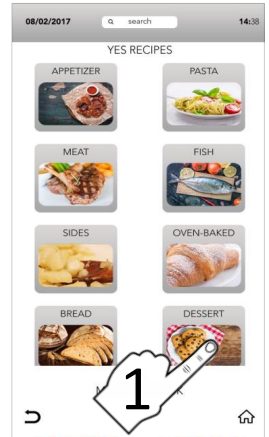 08/02/2017 search 14:38
YES RECIPES
APPETIZER PASTA
MEAT FISH
SIDES OVEN-BAKED
BREAD DESSERT
1